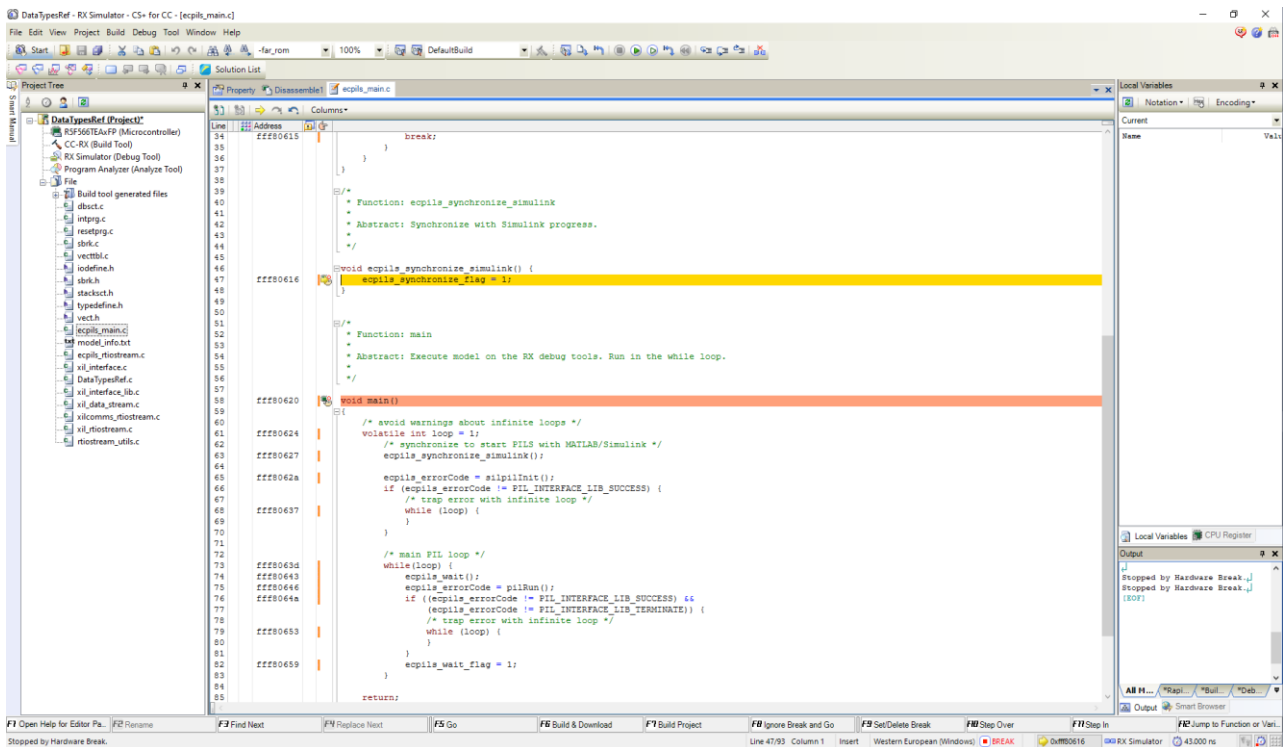 DataTypesRef - RX Simulator - CS+ for CC - [ecpils_main.c]
File Edit View Project Build Debug Tool Window Help
Start -far_rom 100% DefaultBuild
Solution List
Project Tree
Smart Manual
DataTypesRef (Project)*
R5F566TEAxFP (Microcontroller)
CC-RX (Build Tool)
RX Simulator (Debug Tool)
Program Analyzer (Analyze Tool)
File
Build tool generated files
dbsct.c
intprg.c
resetprg.c
sbrk.c
vecttbl.c
iodefine.h
sbrk.h
stacksct.h
typedefine.h
vect.h
ecpils_main.c
txt model_info.txt
ecpils_rtiostream.c
xil_interface.c
DataTypesRef.c
xil_interface_lib.c
xil_data_stream.c
xilcomms_rtiostream.c
xil_rtiostream.c
rtiostream_utils.c
Property Disassemble1 ecpils_main.c
Columns
Line Address
34 fff80615 break;
35 }
36 }
37 }
38
39 /*
40 * Function: ecpils_synchronize_simulink
41 *
42 * Abstract: Synchronize with Simulink progress.
43 *
44 */
45
46 void ecpils_synchronize_simulink() {
47 fff80616 ecpils_synchronize_flag = 1;
48 }
49
50
51 /*
52 * Function: main
53 *
54 * Abstract: Execute model on the RX debug tools. Run in the while loop.
55 *
56 */
57
58 fff80620 void main()
59 {
60 /* avoid warnings about infinite loops */
61 fff80624 volatile int loop = 1;
62 /* synchronize to start PILS with MATLAB/Simulink */
63 fff80627 ecpils_synchronize_simulink();
64
65 fff8062a ecpils_errorCode = silpilInit();
66 if (ecpils_errorCode != PIL_INTERFACE_LIB_SUCCESS) {
67 /* trap error with infinite loop */
68 fff80637 while (loop) {
69 }
70 }
71
72 /* main PIL loop */
73 fff8063d while(loop) {
74 fff80643 ecpils_wait();
75 fff80646 ecpils_errorCode = pilRun();
76 fff8064a if ((ecpils_errorCode != PIL_INTERFACE_LIB_SUCCESS) &&
77 (ecpils_errorCode != PIL_INTERFACE_LIB_TERMINATE)) {
78 /* trap error with infinite loop */
79 fff80653 while (loop) {
80 }
81 }
82 fff80659 ecpils_wait_flag = 1;
83 }
84
85 return;
Local Variables
Notation Encoding
Current
Name Valu
Local Variables CPU Register
Output
Stopped by Hardware Break.
Stopped by Hardware Break.
[EOF]
All M... *Rapi... *Buil... *Deb...
Output Smart Browser
F1 Open Help for Editor Pa... F2 Rename F3 Find Next F4 Replace Next F5 Go F6 Build & Download F7 Build Project F8 Ignore Break and Go F9 Set/Delete Break F10 Step Over F11 Step In F12 Jump to Function or Vari...
Stopped by Hardware Break. Line 47/93 Column 1 Insert Western European (Windows) BREAK 0xfff80616 RX Simulator 43.000 ns